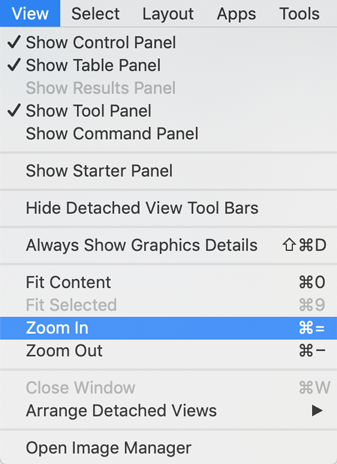 View Select Layout Apps Tools
✓ Show Control Panel
✓ Show Table Panel
Show Results Panel
✓ Show Tool Panel
Show Command Panel
Show Starter Panel
Hide Detached View Tool Bars
Always Show Graphics Details ⇧⌘D
Fit Content ⌘0
Fit Selected ⌘9
Zoom In ⌘=
Zoom Out ⌘−
Close Window ⌘W
Arrange Detached Views ▶
Open Image Manager